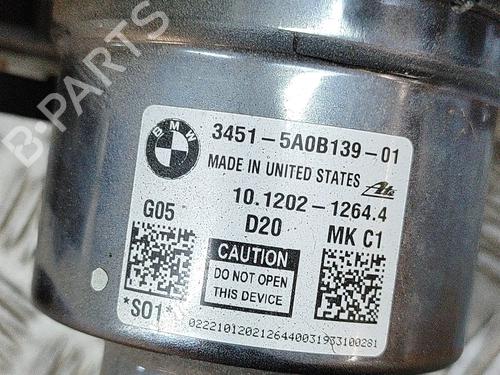 B-PARTS
BMW
3451-5A0B139-01
MADE IN UNITED STATES Ate
10.1202-1264.4
G05 D20 MK C1
CAUTION
DO NOT OPEN
THIS DEVICE
*S01*
0222101202126440031933100281